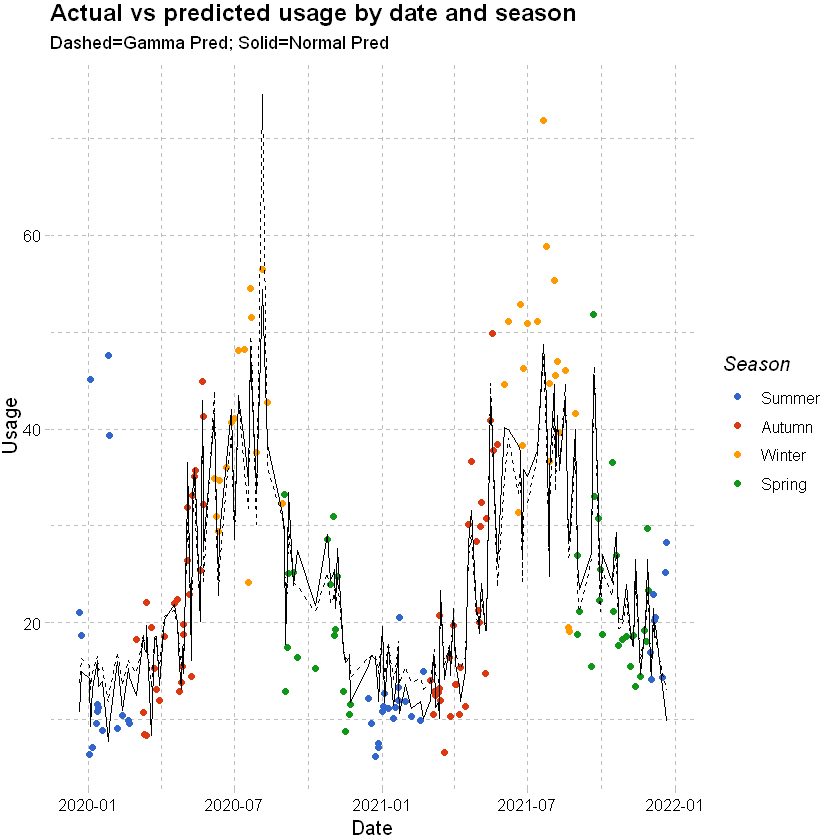 Actual vs predicted usage by date and season
Dashed=Gamma Pred; Solid=Normal Pred
60
40
20
Usage
2020-01
2020-07
2021-01
2021-07
2022-01
Date
Season
Summer
Autumn
Winter
Spring